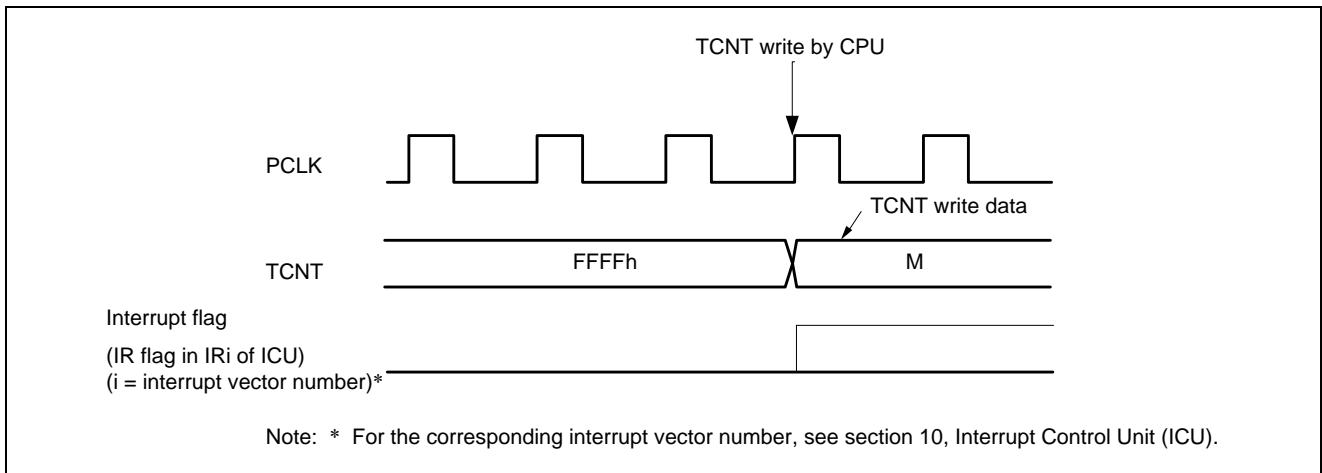 TCNT write by CPU
PCLK
TCNT write data
TCNT
FFFFh
M
Interrupt flag
(IR flag in IRi of ICU)
(i = interrupt vector number)*
Note: * For the corresponding interrupt vector number, see section 10, Interrupt Control Unit (ICU).